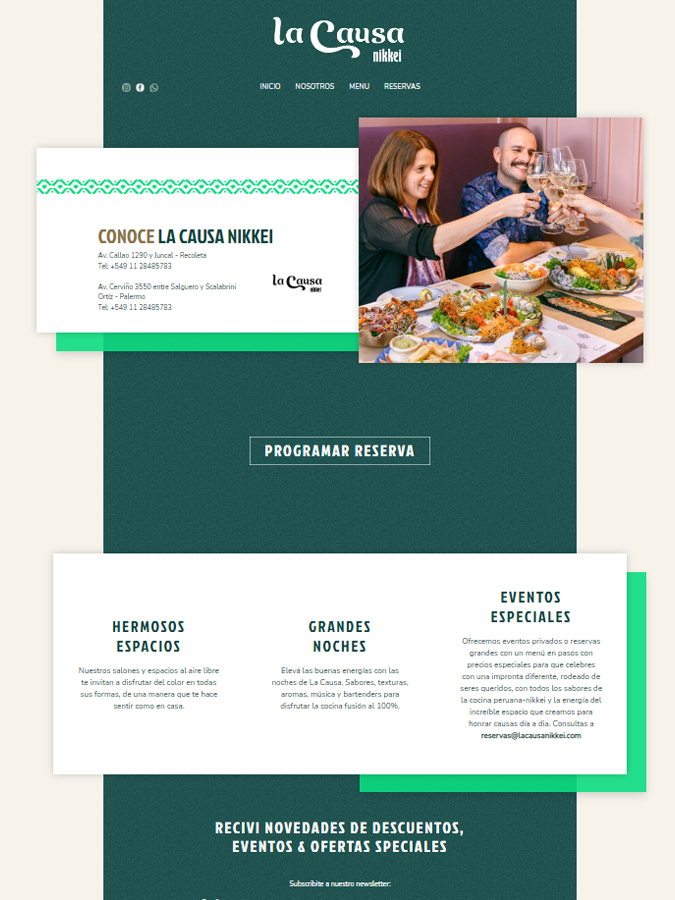 la Causa
nikkei
INICIO NOSOTROS MENU RESERVAS
CONOCE LA CAUSA NIKKEI
Av. Callao 1290 y Juncal - Recoleta
Tel: +549 11 28485783
Av. Cerviño 3550 entre Salguero y Scalabrini
Ortiz - Palermo
Tel: +549 11 28485783
la Causa
nikkei
PROGRAMAR RESERVA
HERMOSOS
ESPACIOS
Nuestros salones y espacios al aire libre
te invitan a disfrutar del color en todas
sus formas, de una manera que te hace
sentir como en casa.
GRANDES
NOCHES
Elevá las buenas energías con las
noches de La Causa. Sabores, texturas,
aromas, música y bartenders para
disfrutar la cocina fusión al 100%.
EVENTOS
ESPECIALES
Ofrecemos eventos privados o reservas
grandes con un menú en pasos con
precios especiales para que celebres
con una impronta diferente, rodeado de
seres queridos, con todos los sabores de
la cocina peruana-nikkei y la energía del
increíble espacio que creamos para
honrar causas día a día. Consultas a
reservas@lacausanikkei.com
RECIVI NOVEDADES DE DESCUENTOS,
EVENTOS & OFERTAS SPECIALES
Subscribite a nuestro newsletter: